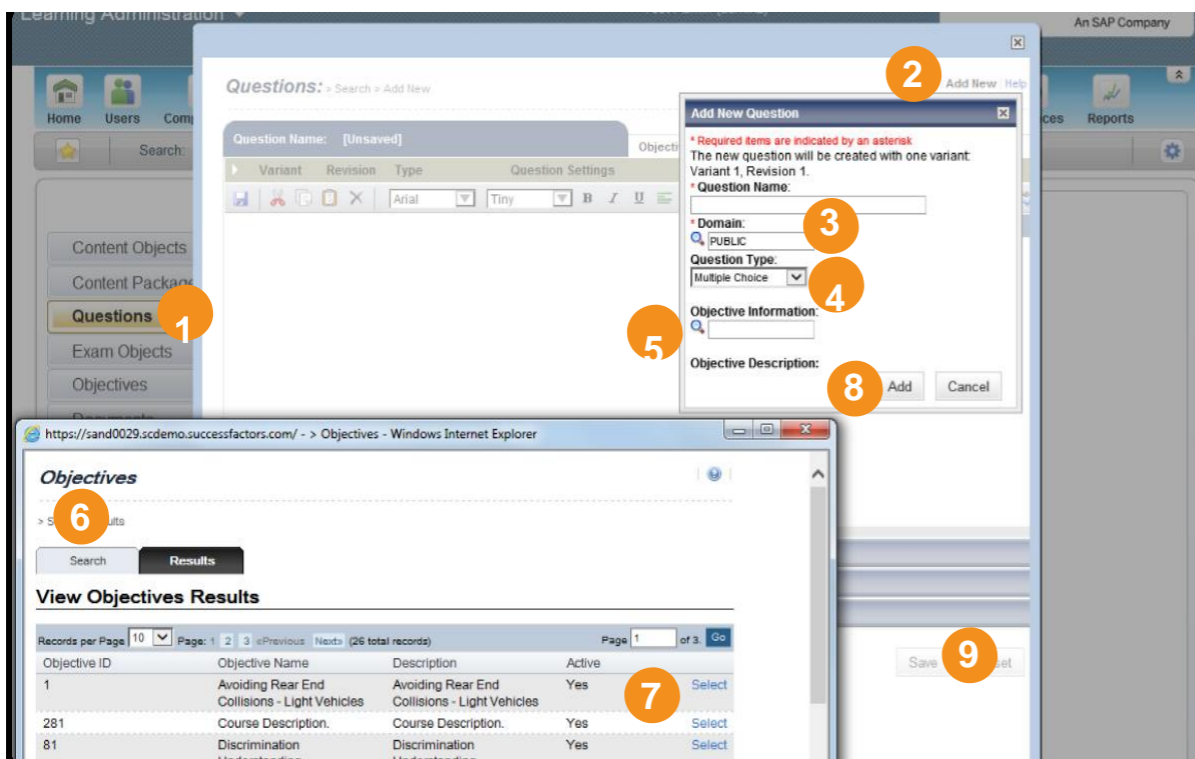 Learning Administration
An SAP Company
2
Questions: > Search > Add New
Add New Help
Home Users
Reports
Search:
Add New Question
Question Name: [Unsaved]
* Required items are indicated by an asterisk
The new question will be created with one variant:
Variant 1, Revision 1.
Variant Revision Type Question Settings
* Question Name:
Arial Tiny B I U
* Domain:
3
PUBLIC
Question Type:
Multiple Choice
4
Content Objects
Content Package
Questions
1
Exam Objects
Objectives
Objective Information:
5
Objective Description:
8
Add Cancel
https://sand0029.scdemo.successfactors.com/ - > Objectives - Windows Internet Explorer
Objectives
6
Search Results
View Objectives Results
Records per Page 10 Page: 1 2 3 «Previous Next» (26 total records) Page 1 of 3. Go
Objective ID Objective Name Description Active
1 Avoiding Rear End Avoiding Rear End Yes 7 Select
Collisions - Light Vehicles Collisions - Light Vehicles
281 Course Description. Course Description. Yes Select
81 Discrimination Discrimination Yes Select
Save 9